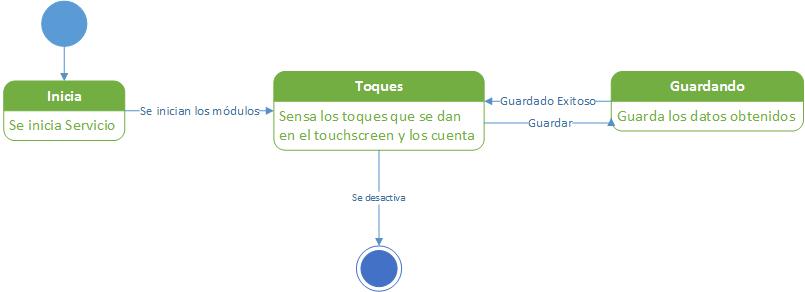 Inicia
Se inicia Servicio
Se inician los módulos
Toques
Sensa los toques que se dan
en el touchscreen y los cuenta
Guardado Exitoso
Guardar
Guardando
Guarda los datos obtenidos
Se desactiva